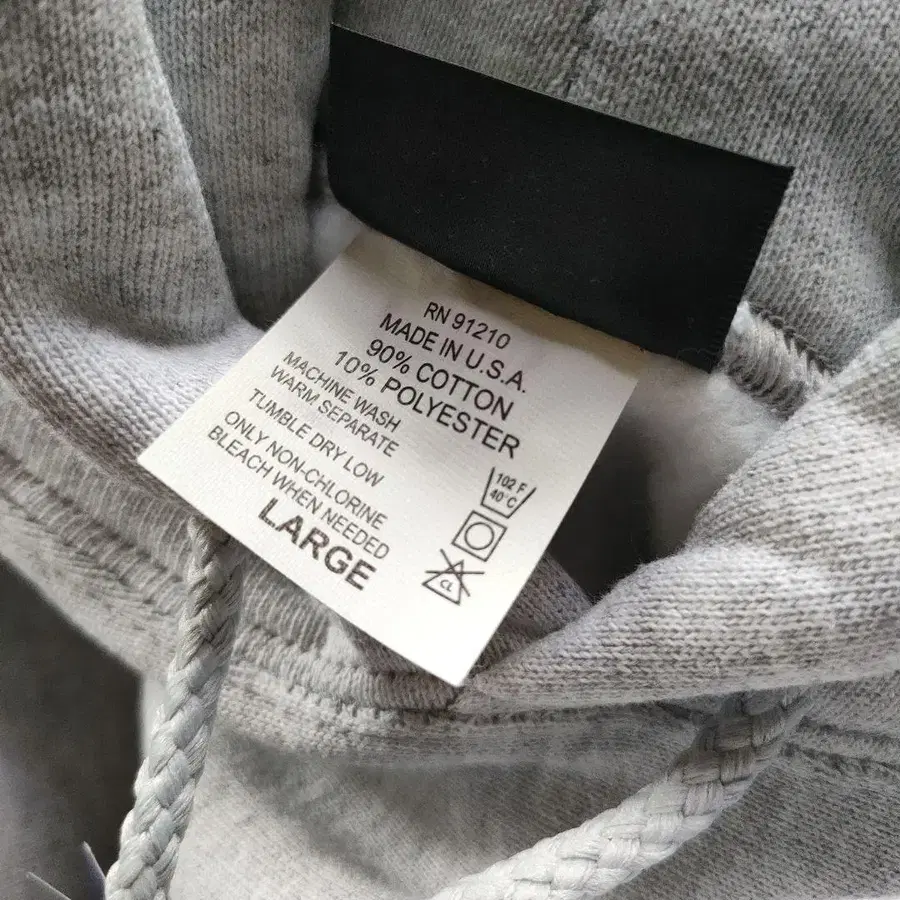 RN 91210
MADE IN U.S.A.
90% COTTON
10% POLYESTER
MACHINE WASH
WARM SEPARATE
TUMBLE DRY LOW
ONLY NON-CHLORINE
BLEACH WHEN NEEDED
LARGE
102 F
40°C
CL